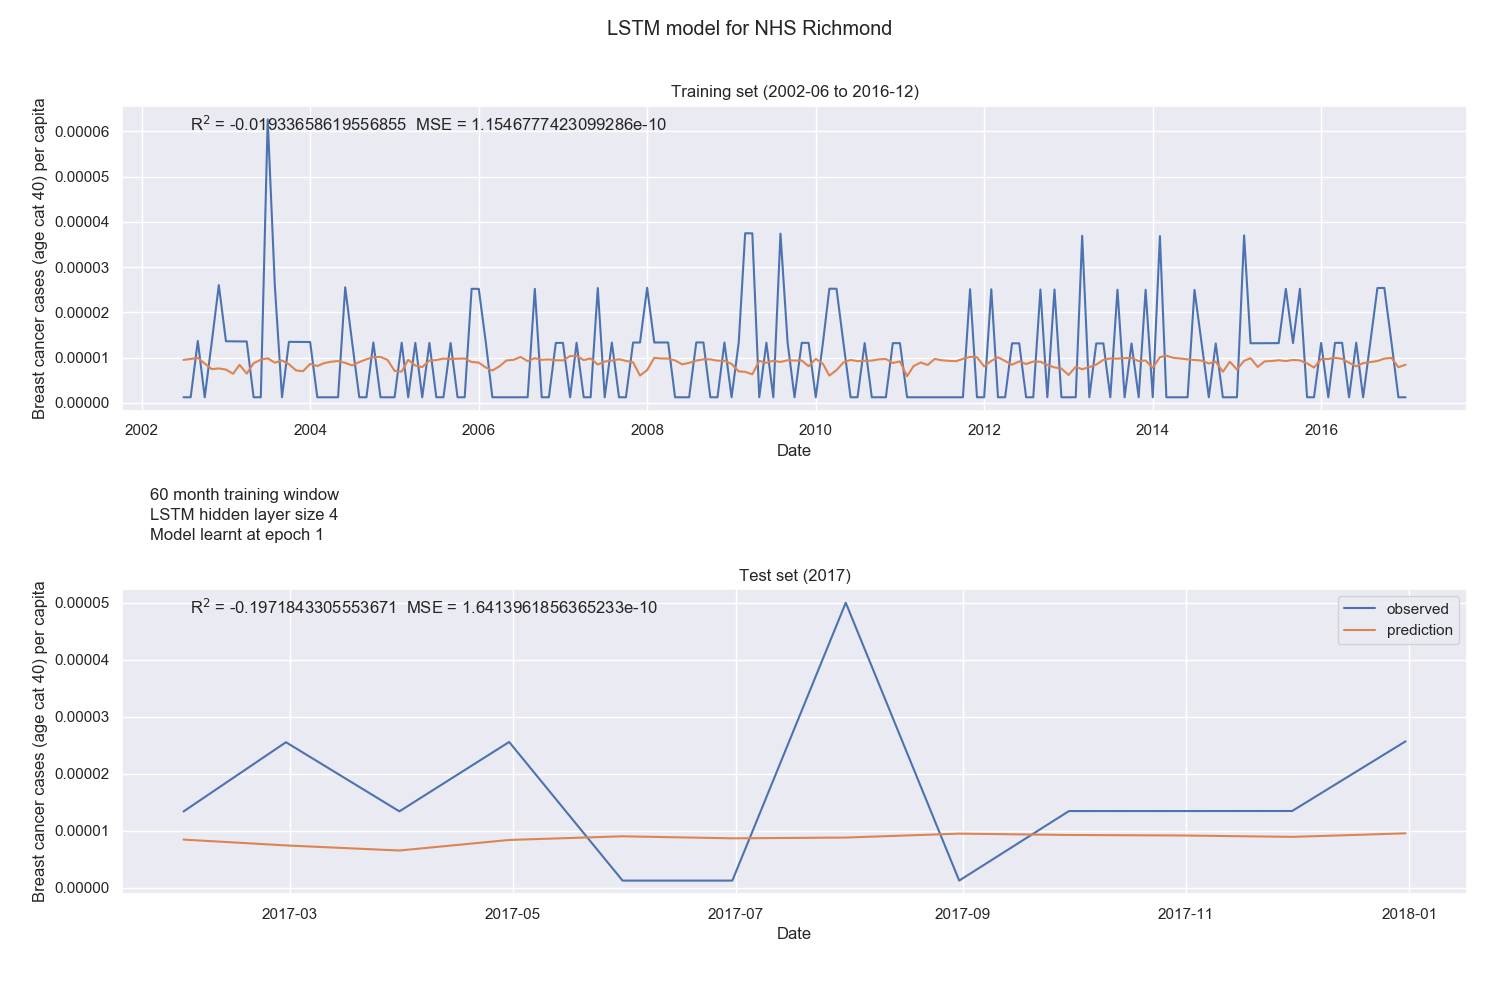 LSTM model for NHS Richmond
Training set (2002-06 to 2016-12)
R² = -0.01933658619556855 MSE = 1.1546777423099286e-10
Breast cancer cases (age cat 40) per capita
0.00006
0.00005
0.00004
0.00003
0.00002
0.00001
0.00000
2002 2004 2006 2008 2010 2012 2014 2016
Date
60 month training window
LSTM hidden layer size 4
Model learnt at epoch 1
Test set (2017)
R² = -0.1971843305553671 MSE = 1.6413961856365233e-10
observed
prediction
Breast cancer cases (age cat 40) per capita
0.00005
0.00004
0.00003
0.00002
0.00001
0.00000
2017-03 2017-05 2017-07 2017-09 2017-11 2018-01
Date